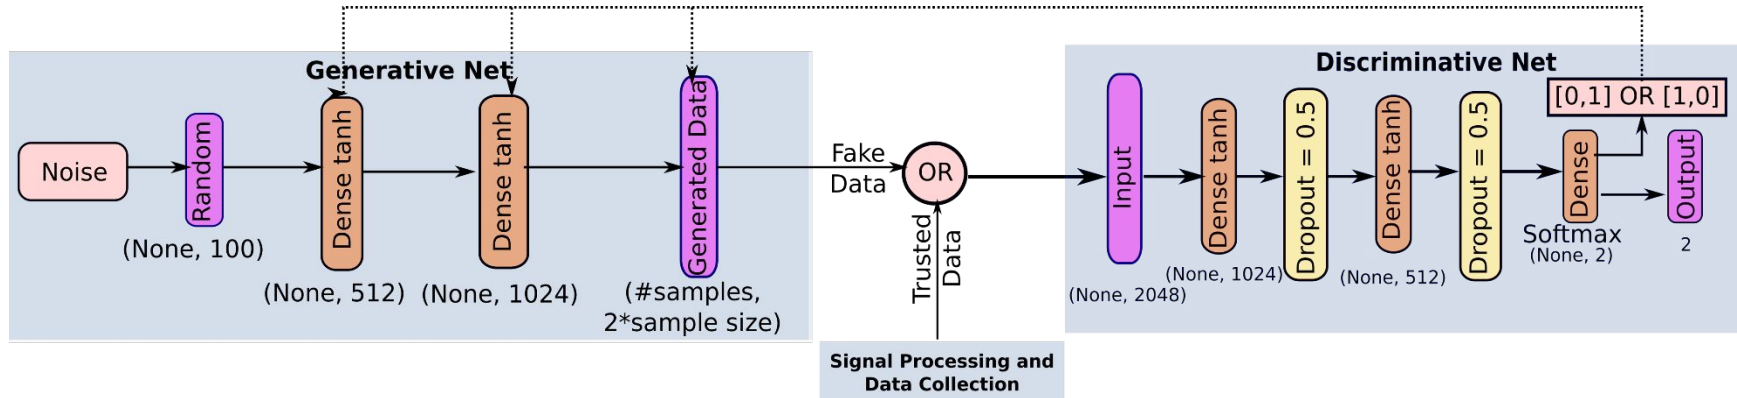 Generative Net
Noise
Random
(None, 100)
Dense tanh
(None, 512)
Dense tanh
(None, 1024)
Generated Data
(#samples,
2*sample size)
Fake
Data
OR
Trusted
Data
Signal Processing and
Data Collection
Discriminative Net
Input
(None, 2048)
Dense tanh
(None, 1024)
Dropout = 0.5
Dense tanh
(None, 512)
Dropout = 0.5
Dense
Softmax
(None, 2)
[0,1] OR [1,0]
Output
2